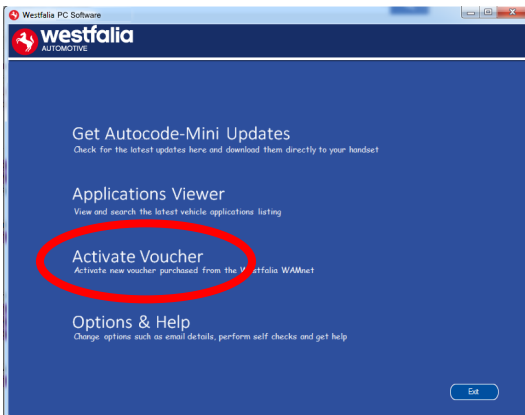 Westfalia PC Software
westfalia
AUTOMOTIVE
Get Autocode-Mini Updates
Check for the latest updates here and download them directly to your handset
Applications Viewer
View and search the latest vehicle applications listing
Activate Voucher
Activate new voucher purchased from the Westfalia WAMnet
Options & Help
Change options such as email details, perform self checks and get help
Exit